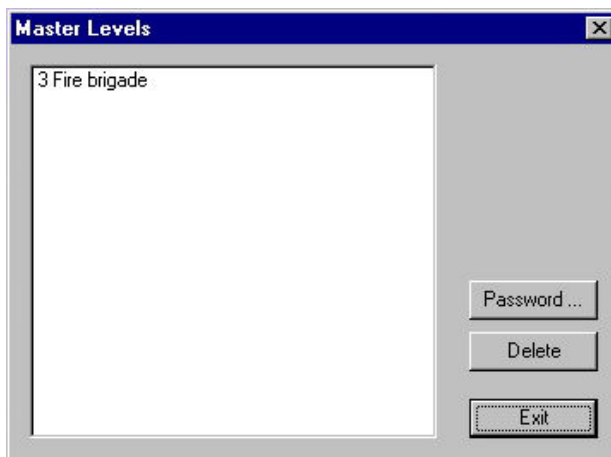 Master Levels
3 Fire brigade
Password ...
Delete
Exit